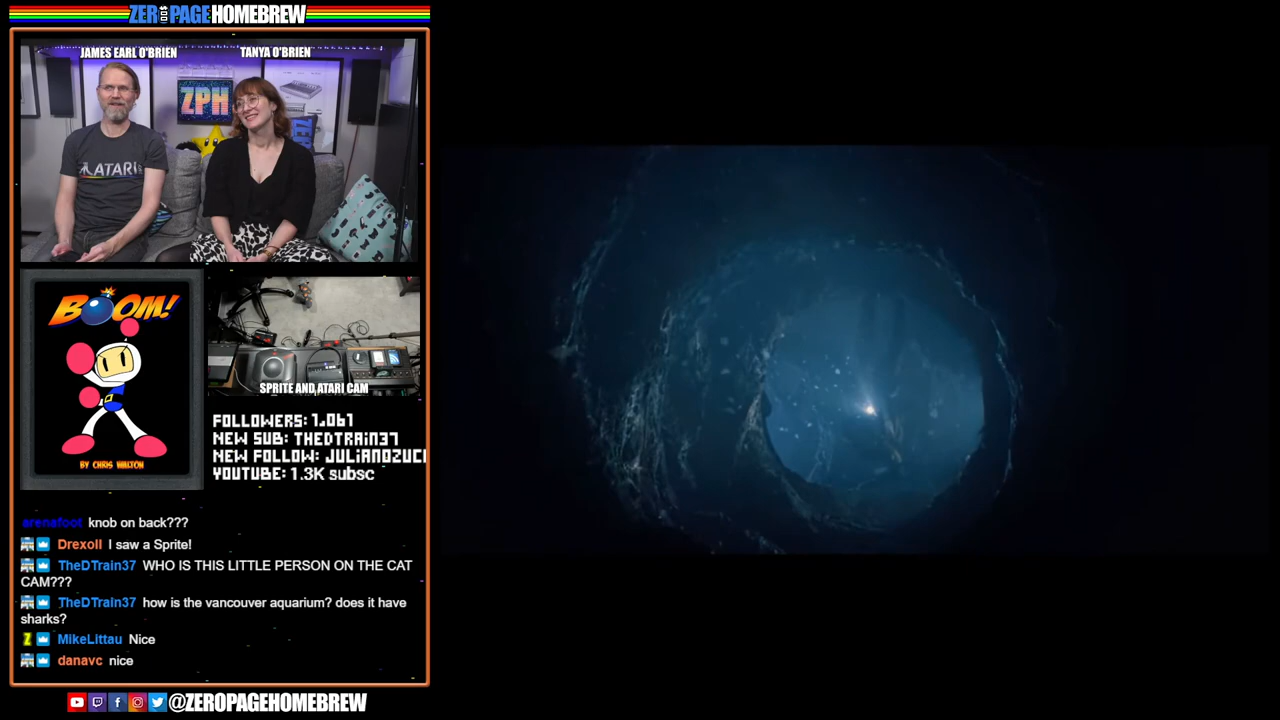 ZEROPAGEHOMEBREW
JAMES EARL O'BRIEN
TANYA O'BRIEN
ZPH
ATARI
BOOM!
BY CHRIS WALTON
SPRITE AND ATARI CAM
FOLLOWERS: 1,061
NEW SUB: THEDTRAIN37
NEW FOLLOW: JULIANOZUC
YOUTUBE: 1.3K subsc
arenafoot knob on back???
Drexoll I saw a Sprite!
TheDTrain37 WHO IS THIS LITTLE PERSON ON THE CAT
CAM???
TheDTrain37 how is the vancouver aquarium? does it have
sharks?
MikeLittau Nice
danavc nice
@ZEROPAGEHOMEBREW